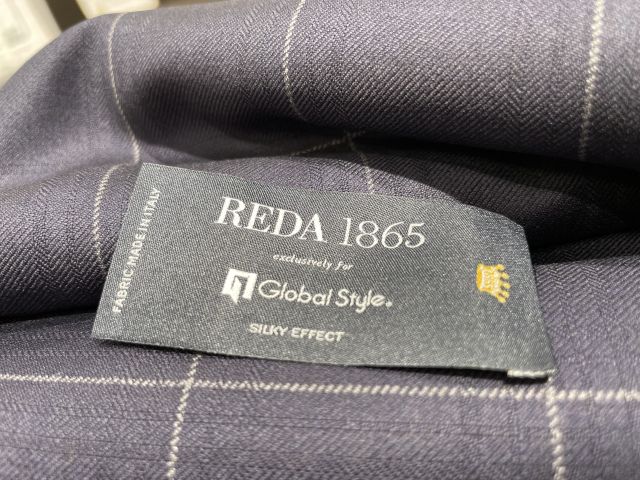 FABRIC MADE IN ITALY
REDA 1865
exclusively for
Global Style®
SILKY EFFECT